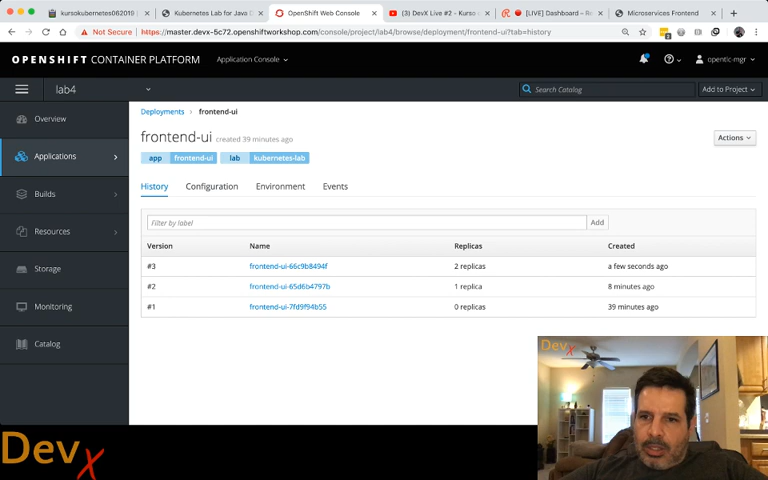 kursokubernetes062019
Kubernetes Lab for Java D
OpenShift Web Console
(3) DevX Live #2 - Kurso
[LIVE] Dashboard - Re
Microservices Frontend
Not Secure
https://master.devx-5c72.openshiftworkshop.com/console/project/lab4/browse/deployment/frontend-ui?tab=history
OPENSHIFT CONTAINER PLATFORM
Application Console
opentlc-mgr
lab4
Search Catalog
Add to Project
Overview
Applications
Builds
Resources
Storage
Monitoring
Catalog
Deployments
frontend-ui
frontend-ui created 39 minutes ago
Actions
app frontend-ui lab kubernetes-lab
History Configuration Environment Events
Filter by label
Add
Version Name Replicas Created
#3 frontend-ui-66c9b8494f 2 replicas a few seconds ago
#2 frontend-ui-65d6b4797b 1 replica 8 minutes ago
#1 frontend-ui-7fd9f94b55 0 replicas 39 minutes ago
Devx
Devx